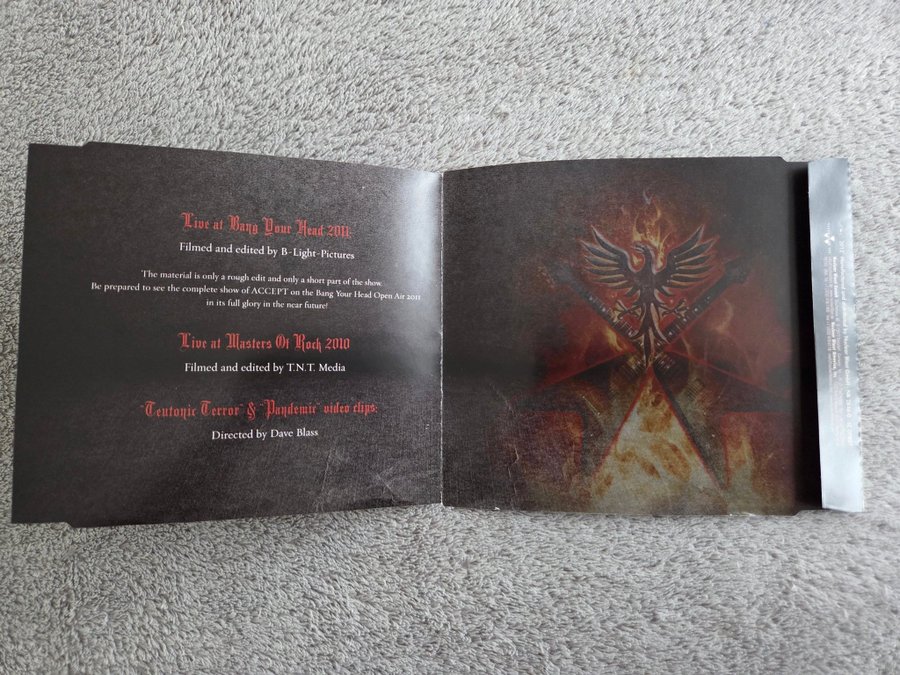 Live at Bang Your Head 2011:
Filmed and edited by B-Light-Pictures
The material is only a rough edit and only a short part of the show.
Be prepared to see the complete show of ACCEPT on the Bang Your Head Open Air 2011
in its full glory in the near future!
Live at Masters Of Rock 2010
Filmed and edited by T.N.T. Media
"Teutonic Terror" & "Pandemic" video clips:
Directed by Dave Blass